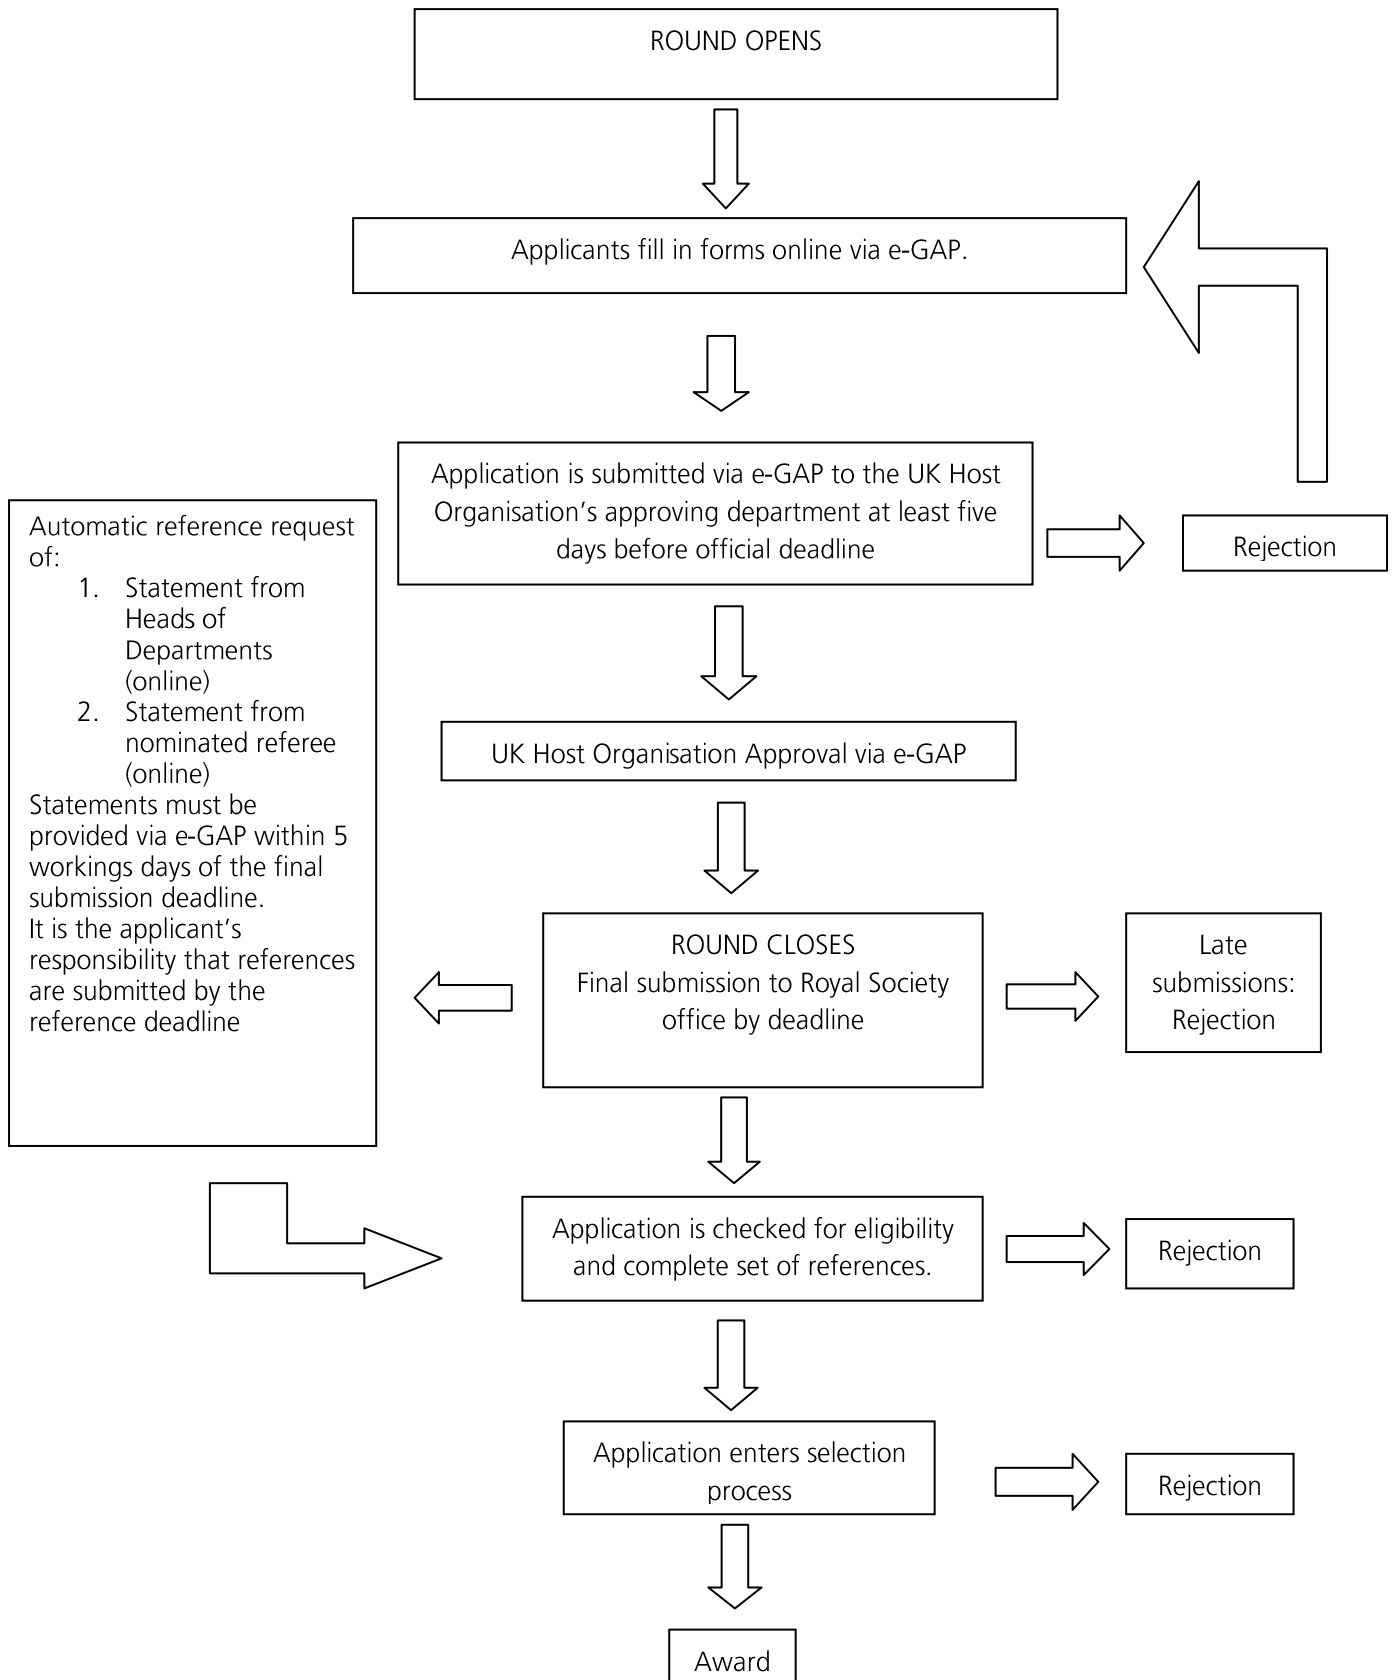 ROUND OPENS
Applicants fill in forms online via e-GAP.
Application is submitted via e-GAP to the UK Host
Organisation’s approving department at least five
days before official deadline
Rejection
Automatic reference request
of:
1. Statement from
Heads of
Departments
(online)
2. Statement from
nominated referee
(online)
Statements must be
provided via e-GAP within 5
workings days of the final
submission deadline.
It is the applicant’s
responsibility that references
are submitted by the
reference deadline
UK Host Organisation Approval via e-GAP
ROUND CLOSES
Final submission to Royal Society
office by deadline
Late
submissions:
Rejection
Application is checked for eligibility
and complete set of references.
Rejection
Application enters selection
process
Rejection
Award